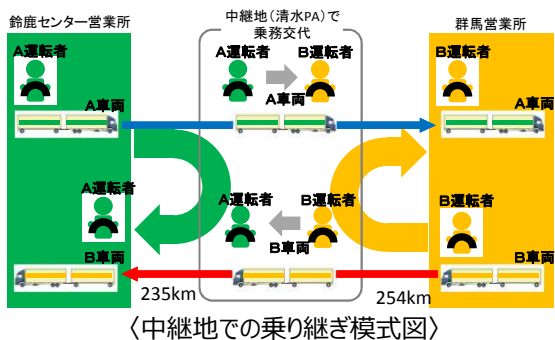 鈴鹿センター営業所
中継地(清水PA)で
乗務交代
群馬営業所
A運転者
A運転者
B運転者
B運転者
A車両
A車両
A車両
A運転者
A運転者
B運転者
B運転者
B車両
B車両
B車両
235km
254km
〈中継地での乗り継ぎ模式図〉